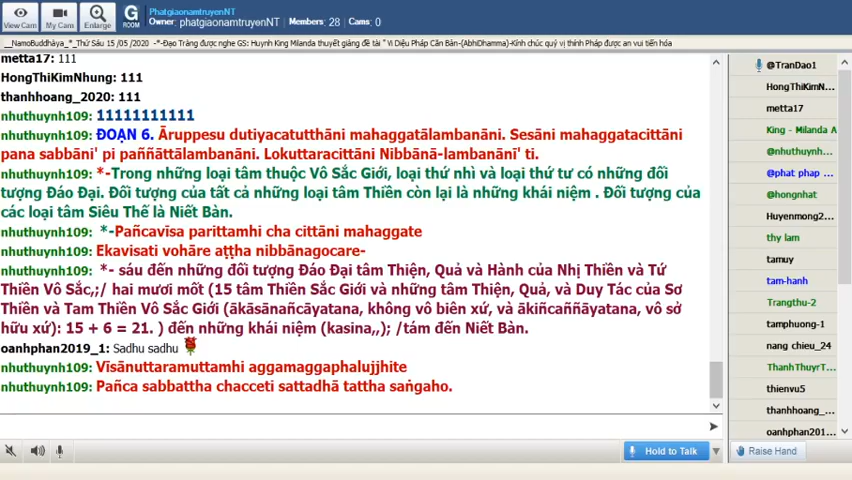 PhatgiaonamtruyenNT
Owner: phatgiaonamtruyenNT | Members: 28 | Cams: 0
View Cam
My Cam
Enlarge
G
ROOM
__NamoBuddhàya_*_Thứ Sáu 15 /05 /2020 -*-Đạo Tràng được nghe GS: Huynh King Milanda thuyết giảng đề tài " Vi Diệu Pháp Căn Bản-(AbhiDhamma)-Kính chúc quý vị thính Pháp được an vui tiến hóa
metta17: 111
HongThiKimNhung: 111
thanhhoang_2020: 111
nhuthuynh109: 11111111111
nhuthuynh109: ĐOẠN 6. Āruppesu dutiyacatutthāni mahaggatālambanāni. Sesāni mahaggatacittāni
pana sabbāni' pi paññāttālambanāni. Lokuttaracittāni Nibbānā-lambanānī' ti.
nhuthuynh109: *-Trong những loại tâm thuộc Vô Sắc Giới, loại thứ nhì và loại thứ tư có những đối
tượng Đáo Đại. Đối tượng của tất cả những loại tâm Thiền còn lại là những khái niệm . Đối tượng của
các loại tâm Siêu Thế là Niết Bàn.
nhuthuynh109: *-Pañcavīsa parittamhi cha cittāni mahaggate
nhuthuynh109: Ekavisati vohāre aṭṭha nibbānagocare-
nhuthuynh109: *- sáu đến những đối tượng Đáo Đại tâm Thiện, Quả và Hành của Nhị Thiền và Tứ
Thiền Vô Sắc,;/ hai mươi mốt (15 tâm Thiền Sắc Giới và những tâm Thiện, Quả, và Duy Tác của Sơ
Thiền và Tam Thiền Vô Sắc Giới (ākāsānañcāyatana, không vô biên xứ, và ākiñcaññāyatana, vô sở
hữu xứ): 15 + 6 = 21. ) đến những khái niệm (kasina,,); /tám đến Niết Bàn.
oanhphan2019_1: Sadhu sadhu
nhuthuynh109: Vīsānuttaramuttamhi aggamaggaphalujjhite
nhuthuynh109: Pañca sabbattha chacceti sattadhā tattha saṅgaho.
Hold to Talk
Raise Hand
@TranDao1
HongThiKimN...
metta17
King - Milanda A
@nhuthuynh...
@phat phap ...
@hongnhat
Huyenmong2...
thy lam
tamuy
tam-hanh
Trangthu-2
tamphuong-1
nang chieu_24
ThanhThuyrT...
thienvu5
thanhhoang_...
oanhphan201...